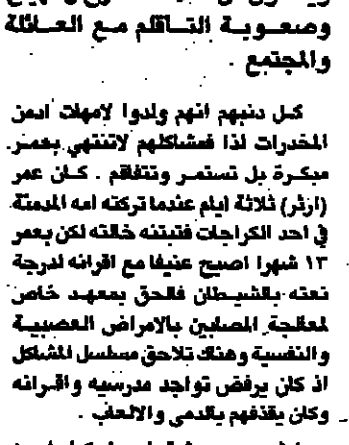 وصعوبة التاقلم مع العائلة
والمجتمع .
كل دنبهم انهم ولدوا لامهات ادمن
المخدرات لذا فمشاكلهم لاتنتهي بعمر
مبكرة بل تستمر وتتفاقم . كان عمر
(ارثر) ثلاثة ايام عندما تركته امه المدمنة
في احد الكراجات فتبنته خالته لكن بعمر
١٣ شهرا اصبح عنيفا مع اقرانه لدرجة
نعته بالشيطان فالحق بمعهد خاص
لمعالجة المصابين بالامراض العصبية
والنفسية وهناك تلاحق مسلسل المشاكل
اذ كان يرفض تواجد مدرسيه واقرانه
وكان يقذفهم بالدمى والالعاب .